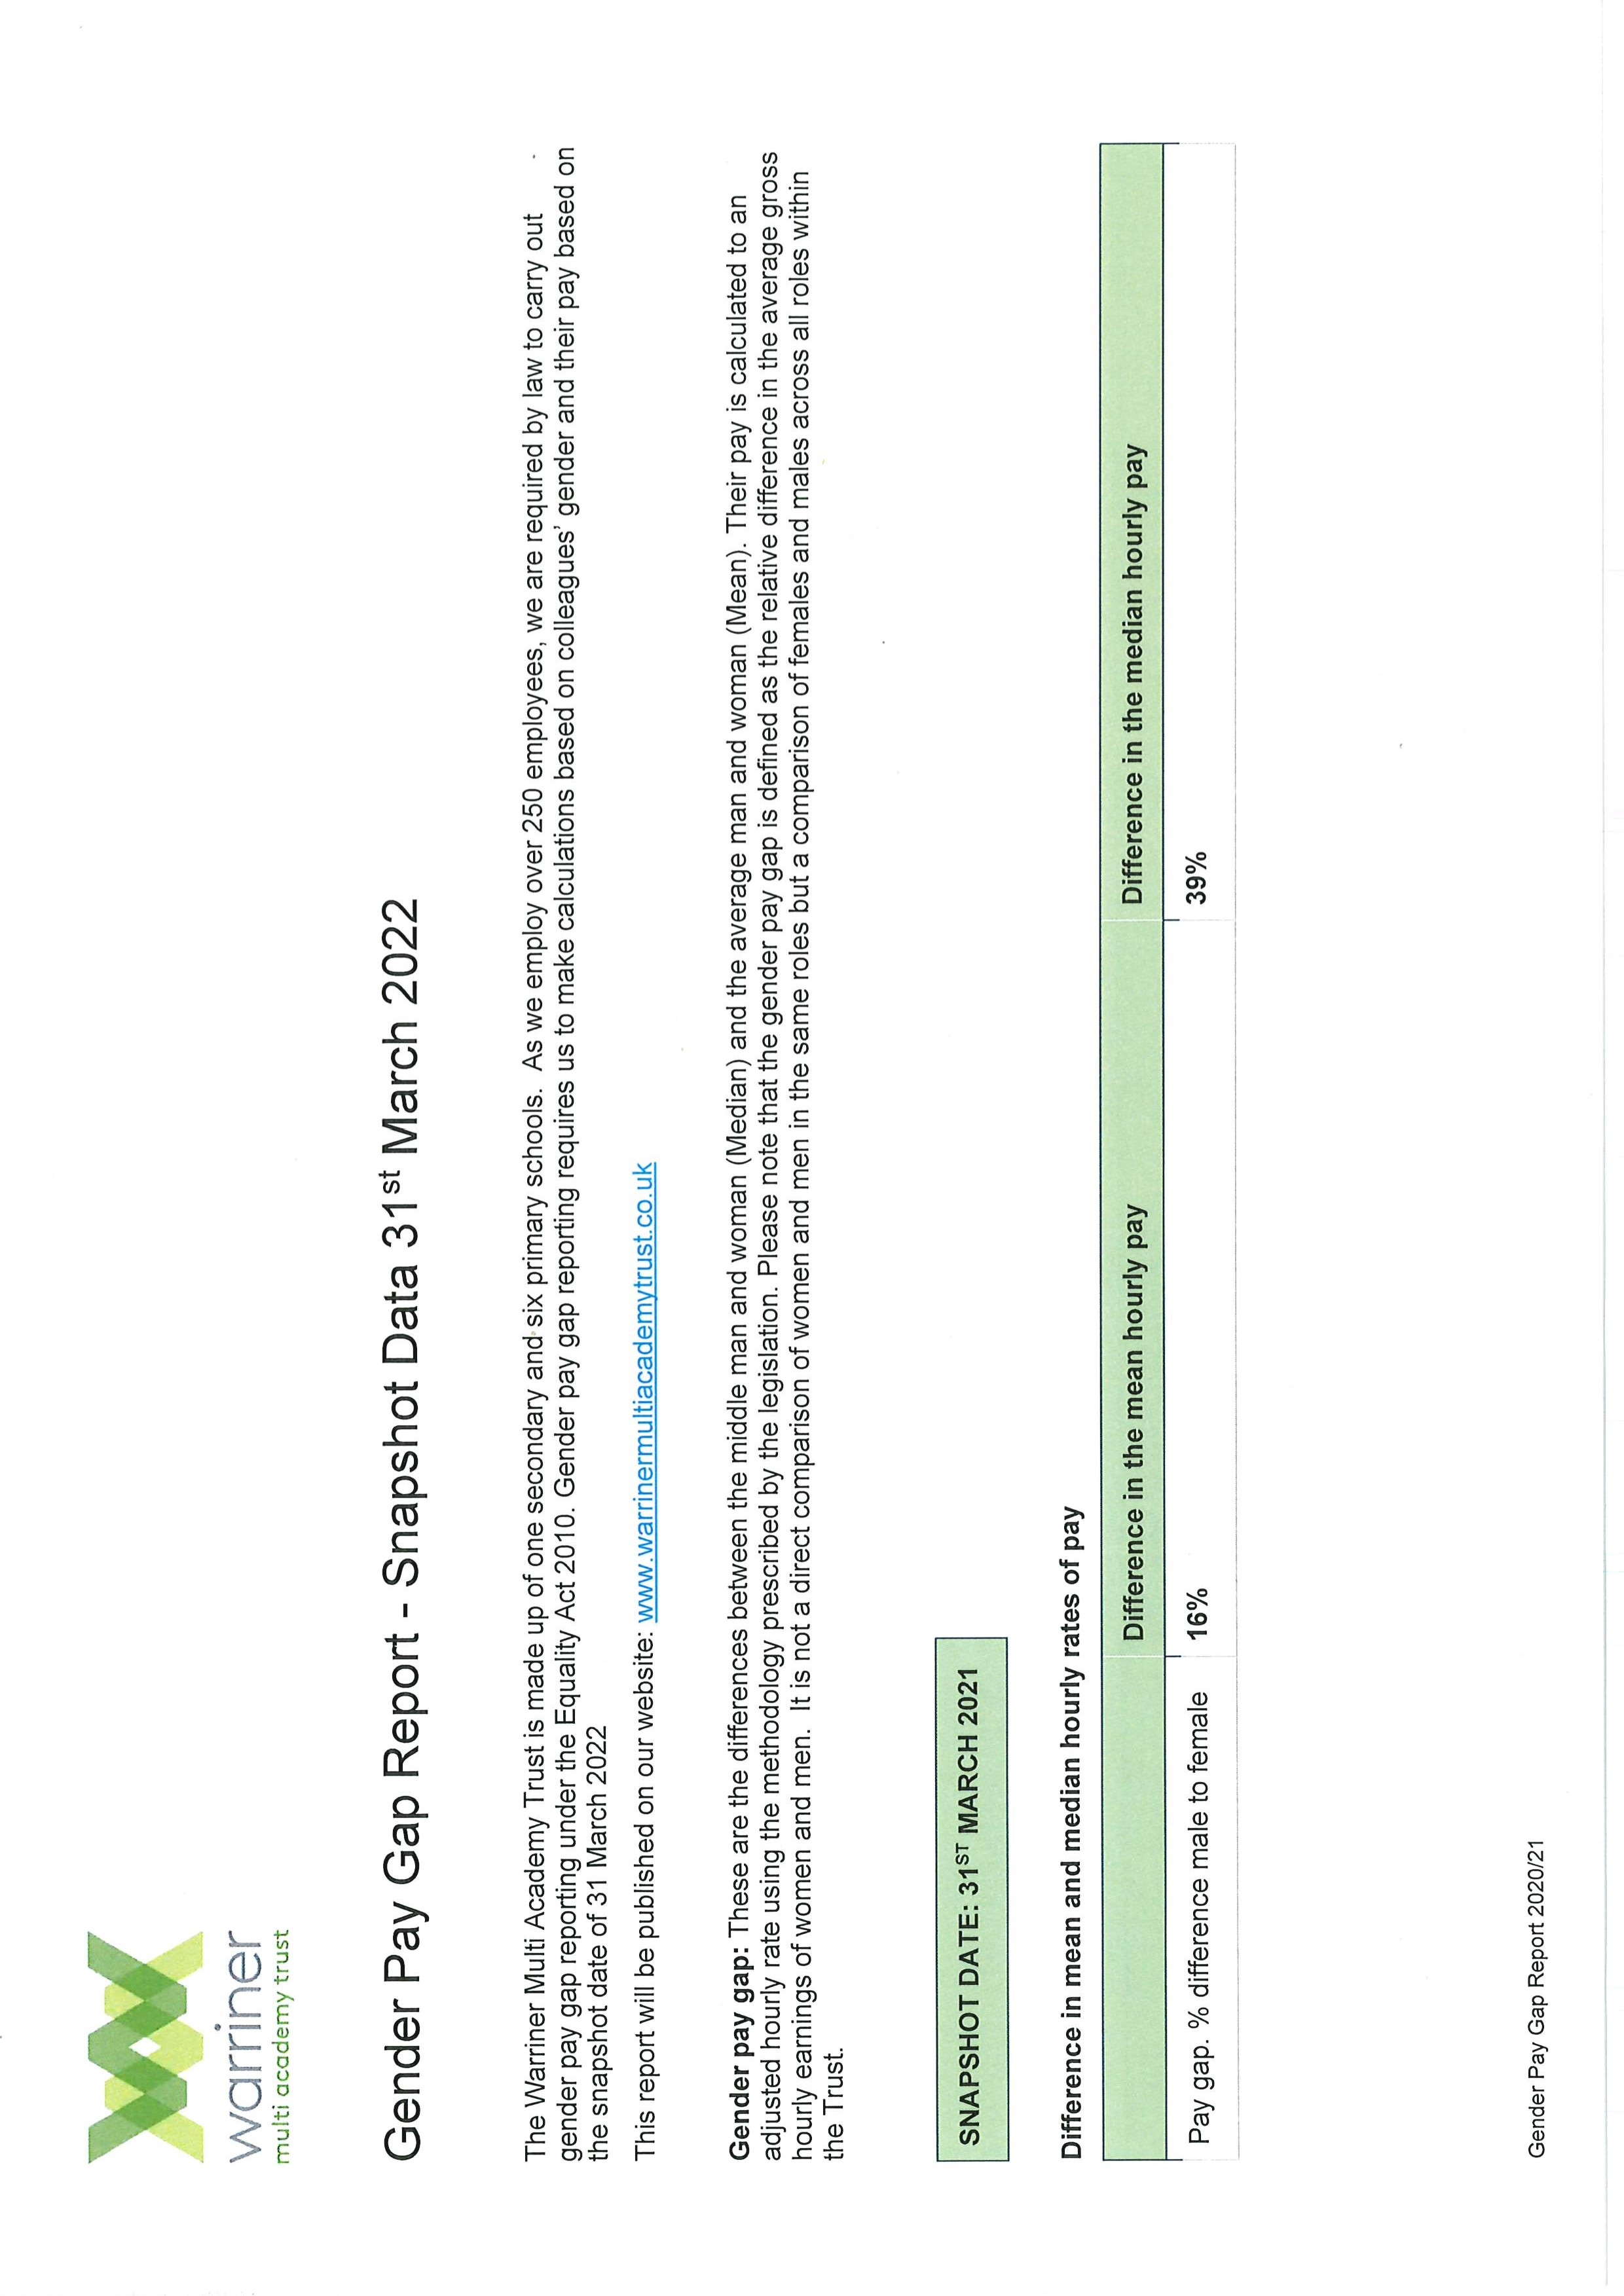 warriner
multi academy trust
Gender Pay Gap Report - Snapshot Data 31st March 2022
The Warriner Multi Academy Trust is made up of one secondary and six primary schools.  As we employ over 250 employees, we are required by law to carry out
gender pay gap reporting under the Equality Act 2010. Gender pay gap reporting requires us to make calculations based on colleagues' gender and their pay based on
the snapshot date of 31 March 2022
This report will be published on our website: www.warrinermultiacademytrust.co.uk
Gender pay gap: These are the differences between the middle man and woman (Median) and the average man and woman (Mean). Their pay is calculated to an
adjusted hourly rate using the methodology prescribed by the legislation. Please note that the gender pay gap is defined as the relative difference in the average gross
hourly earnings of women and men.  It is not a direct comparison of women and men in the same roles but a comparison of females and males across all roles within
the Trust.
SNAPSHOT DATE: 31ST MARCH 2021
Difference in mean and median hourly rates of pay
Difference in the mean hourly pay Difference in the median hourly pay
Pay gap. % difference male to female 16% 39%
Gender Pay Gap Report 2020/21